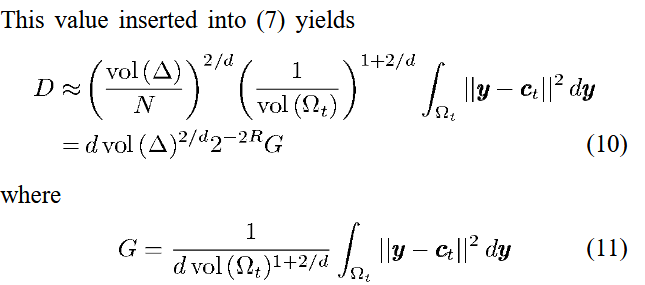 This value inserted into (7) yields
D ≈ (vol (Δ) / N)^{2/d} (1 / vol (Ω_t))^{1+2/d} ∫_{Ω_t} ||y − c_t||² dy
= d vol (Δ)^{2/d} 2^{−2R} G (10)
where
G = 1 / (d vol (Ω_t)^{1+2/d}) ∫_{Ω_t} ||y − c_t||² dy (11)